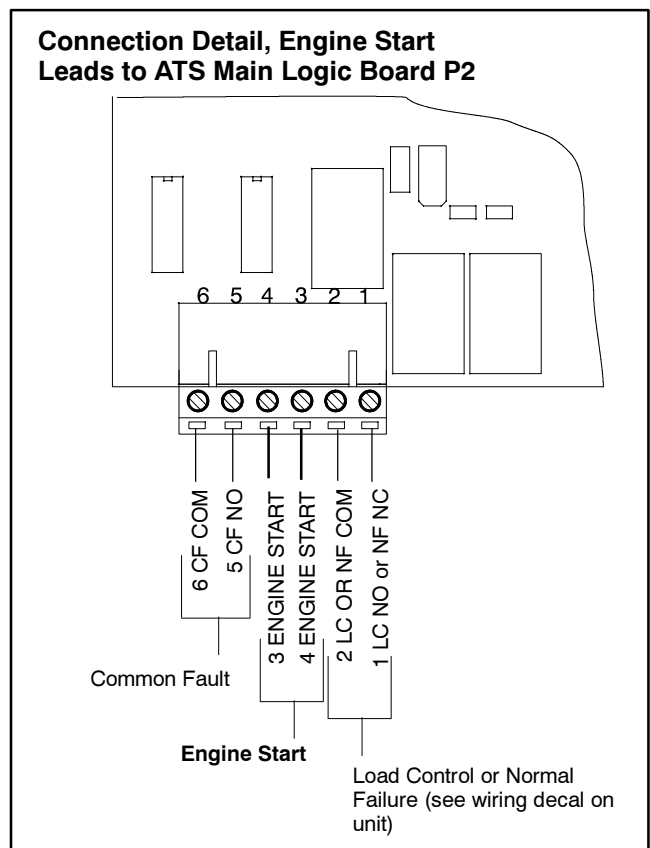 Connection Detail, Engine Start
Leads to ATS Main Logic Board P2
6 5 4 3 2 1
6 CF COM
5 CF NO
3 ENGINE START
4 ENGINE START
2 LC OR NF COM
1 LC NO or NF NC
Common Fault
Engine Start
Load Control or Normal
Failure (see wiring decal on
unit)